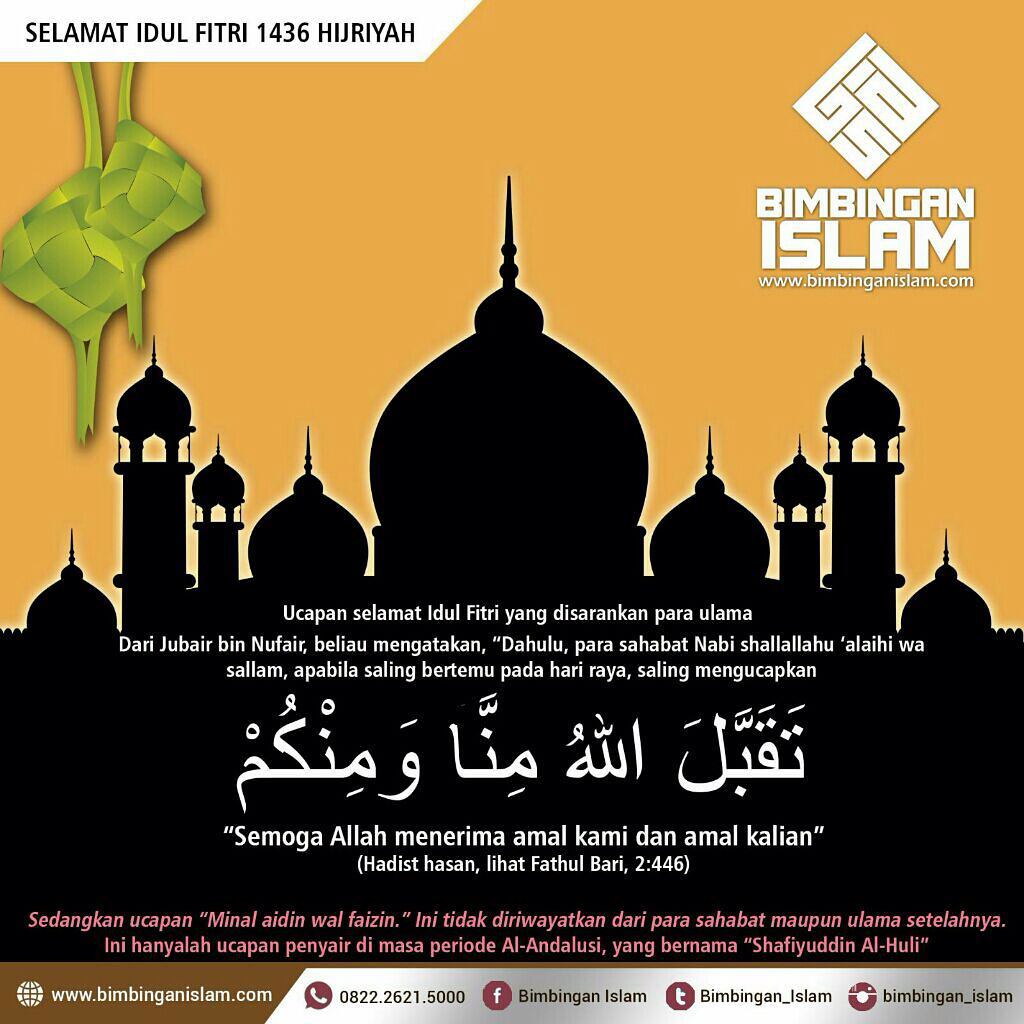 SELAMAT IDUL FITRI 1436 HIJRIYAH
BIMBINGAN
ISLAM
www.bimbinganislam.com
Ucapan selamat Idul Fitri yang disarankan para ulama
Dari Jubair bin Nufair, beliau mengatakan, “Dahulu, para sahabat Nabi shallallahu ‘alaihi wa
sallam, apabila saling bertemu pada hari raya, saling mengucapkan
تَقَبَّلَ اللهُ مِنَّا وَمِنْكُمْ
“Semoga Allah menerima amal kami dan amal kalian”
(Hadist hasan, lihat Fathul Bari, 2:446)
Sedangkan ucapan “Minal aidin wal faizin.” Ini tidak diriwayatkan dari para sahabat maupun ulama setelahnya.
Ini hanyalah ucapan penyair di masa periode Al-Andalusi, yang bernama “Shafiyuddin Al-Huli”
www.bimbinganislam.com 0822.2621.5000 Bimbingan Islam Bimbingan_Islam bimbingan_islam